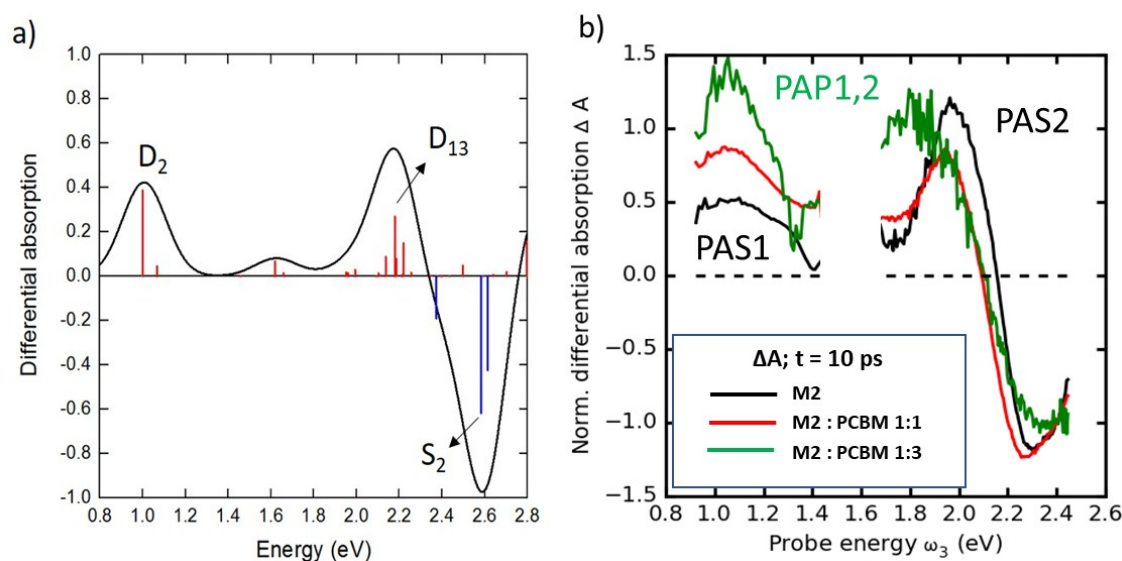 a)
1.0
0.8
0.6
0.4
0.2
0.0
-0.2
-0.4
-0.6
-0.8
-1.0
Differential absorption
D2
D13
S2
0.8 1.0 1.2 1.4 1.6 1.8 2.0 2.2 2.4 2.6 2.8
Energy (eV)
b)
1.5
1.0
0.5
0.0
−0.5
−1.0
−1.5
Norm. differential absorption Δ A
PAP1,2
PAS2
PAS1
ΔA; t = 10 ps
M2
M2 : PCBM 1:1
M2 : PCBM 1:3
0.8 1.0 1.2 1.4 1.6 1.8 2.0 2.2 2.4 2.6
Probe energy ω3 (eV)